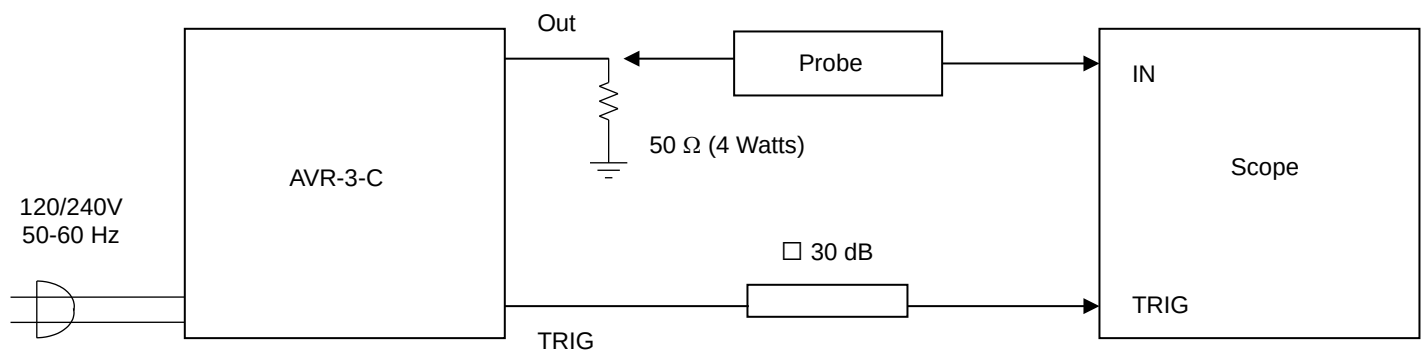 Out
Probe
IN
50 Ω (4 Watts)
AVR-3-C
Scope
120/240V
50-60 Hz
□ 30 dB
TRIG
TRIG